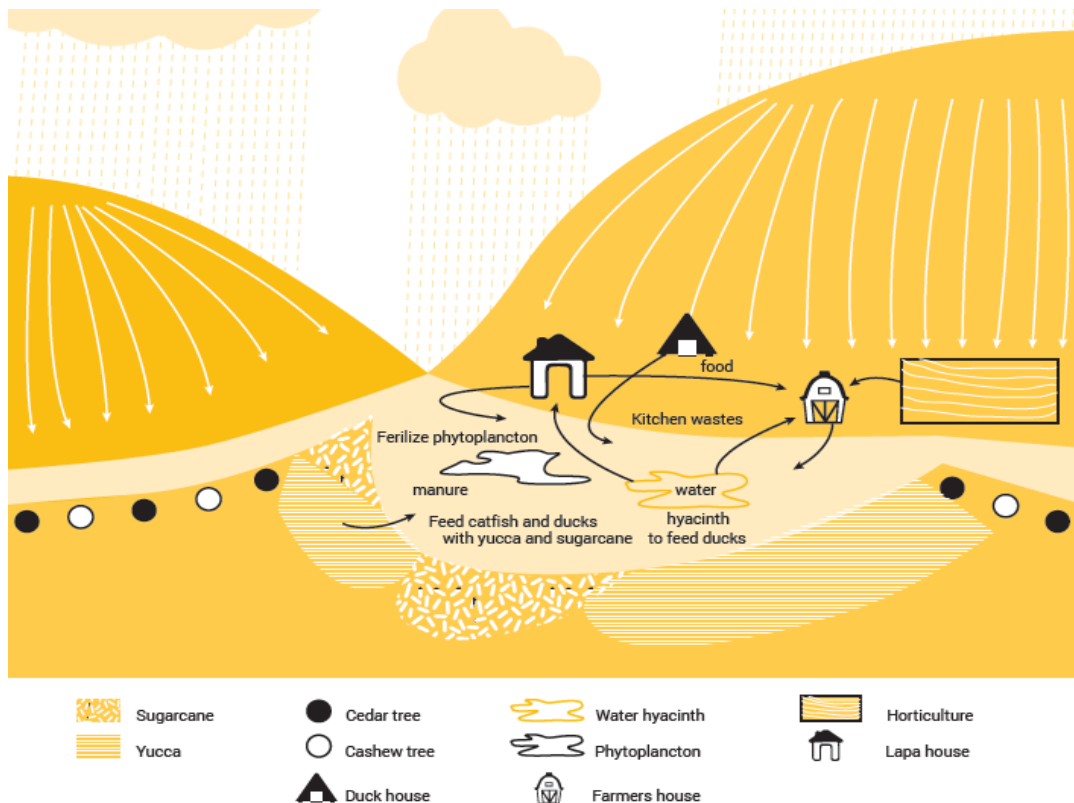 food
Kitchen wastes
Ferilize phytoplancton
manure
water
Feed catfish and ducks
with yucca and sugarcane
hyacinth
to feed ducks
Sugarcane
Cedar tree
Water hyacinth
Horticulture
Yucca
Cashew tree
Phytoplancton
Lapa house
Duck house
Farmers house